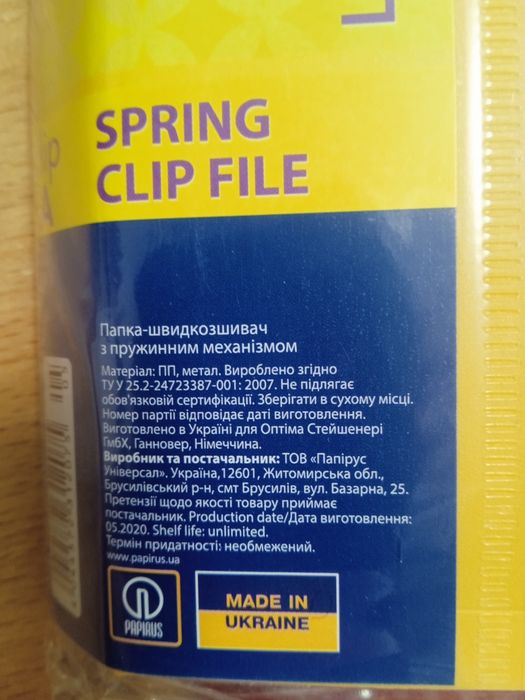 SPRING
CLIP FILE
Папка-швидкозшивач
з пружинним механізмом
Матеріал: ПП, метал. Вироблено згідно
ТУ У 25.2-24723387-001: 2007. Не підлягає
обов'язковій сертифікації. Зберігати в сухому місці.
Номер партії відповідає даті виготовлення.
Виготовлено в Україні для Оптіма Стейшенері
ГмбХ, Ганновер, Німеччина.
Виробник та постачальник: ТОВ «Папірус
Універсал». Україна,12601, Житомирська обл.,
Брусилівський р-н, смт Брусилів, вул. Базарна, 25.
Претензії щодо якості товару приймає
постачальник. Production date/Дата виготовлення:
05.2020. Shelf life: unlimited.
Термін придатності: необмежений.
www.papirus.ua
PAPIRUS
MADE IN
UKRAINE